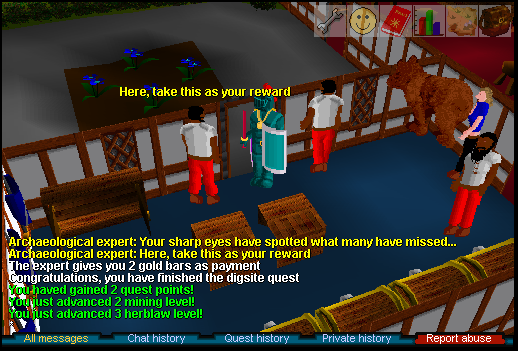 Here, take this as your reward
Archaeological expert: Your sharp eyes have spotted what many have missed...
Archaeological expert: Here, take this as your reward
The expert gives you 2 gold bars as payment
Congratulations, you have finished the digsite quest
You haved gained 2 quest points!
You just advanced 2 mining level!
You just advanced 3 herblaw level!
All messages Chat history Quest history Private history Report abuse